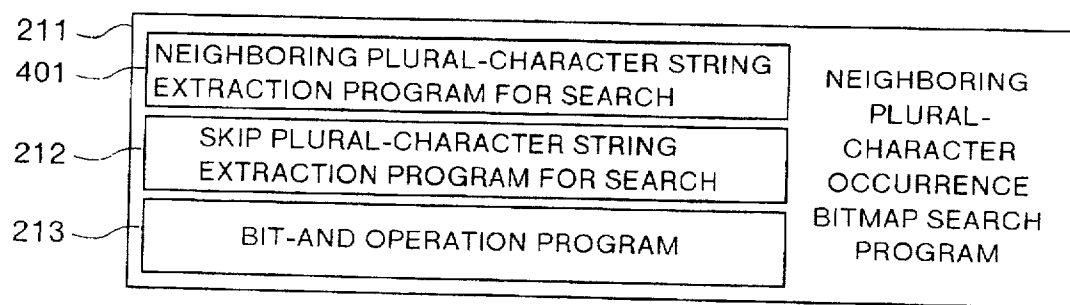 211
401
NEIGHBORING PLURAL-CHARACTER STRING
EXTRACTION PROGRAM FOR SEARCH
212
SKIP PLURAL-CHARACTER STRING
EXTRACTION PROGRAM FOR SEARCH
213
BIT-AND OPERATION PROGRAM
NEIGHBORING
PLURAL-
CHARACTER
OCCURRENCE
BITMAP SEARCH
PROGRAM